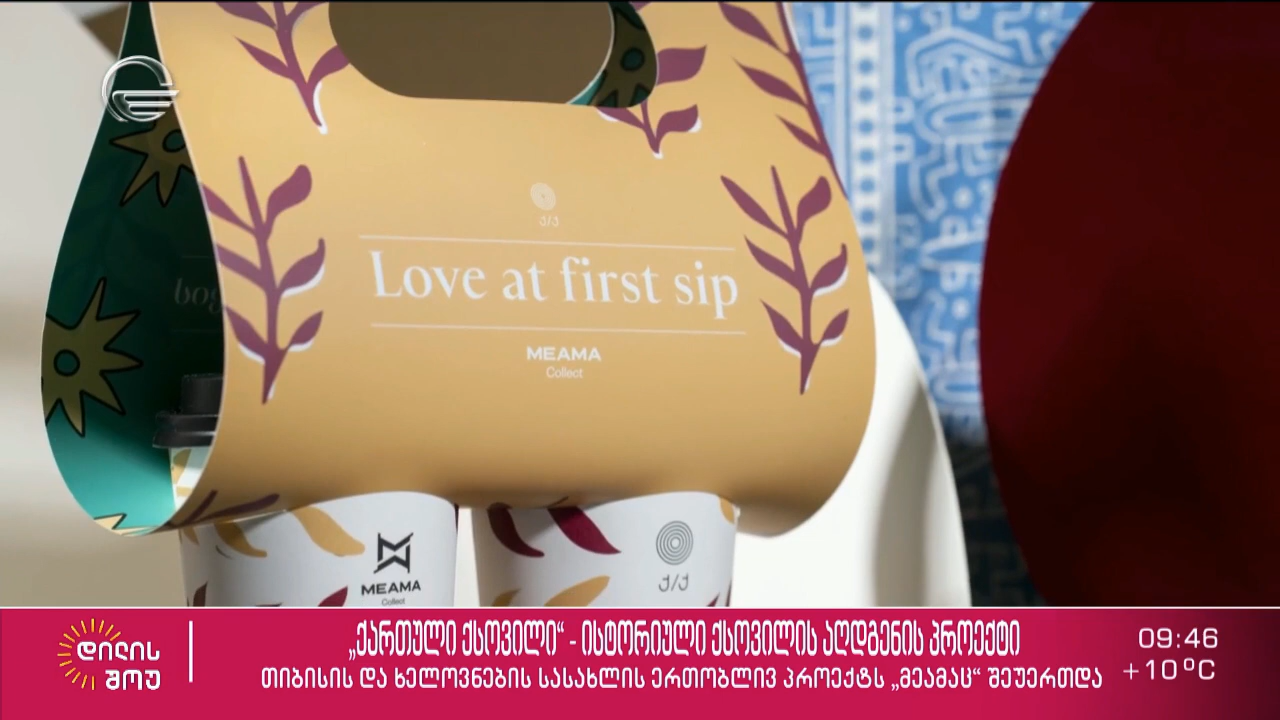 ქ/ქ
Love at first sip
MEAMA
Collect
MEAMA
Collect
ქ/ქ
დილის
შოუ
„ქართული ქსოვილი“ - ისტორიული ქსოვილის აღდგენის პროექტი
თიბისის და ხელოვნების სასახლის ერთობლივ პროექტს „მეამაც“ შეუერთდა
09:46
+10°C